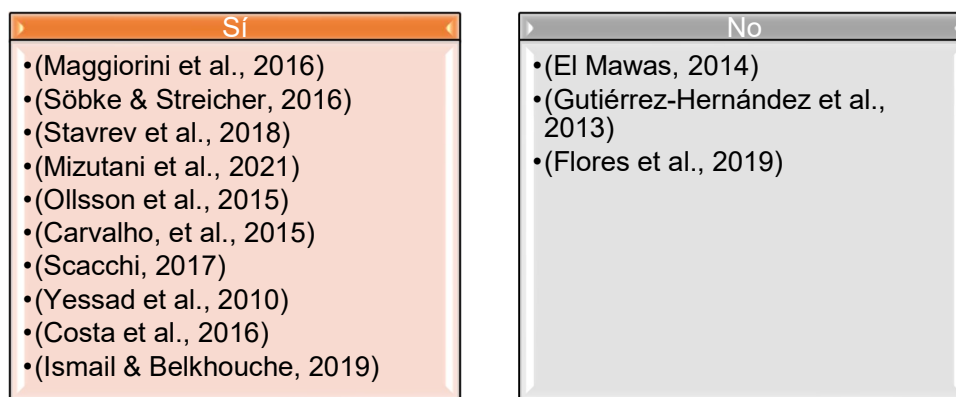 Sí
•(Maggiorini et al., 2016)
•(Söbke & Streicher, 2016)
•(Stavrev et al., 2018)
•(Mizutani et al., 2021)
•(Ollsson et al., 2015)
•(Carvalho, et al., 2015)
•(Scacchi, 2017)
•(Yessad et al., 2010)
•(Costa et al., 2016)
•(Ismail & Belkhouche, 2019)
No
•(El Mawas, 2014)
•(Gutiérrez-Hernández et al.,
2013)
•(Flores et al., 2019)